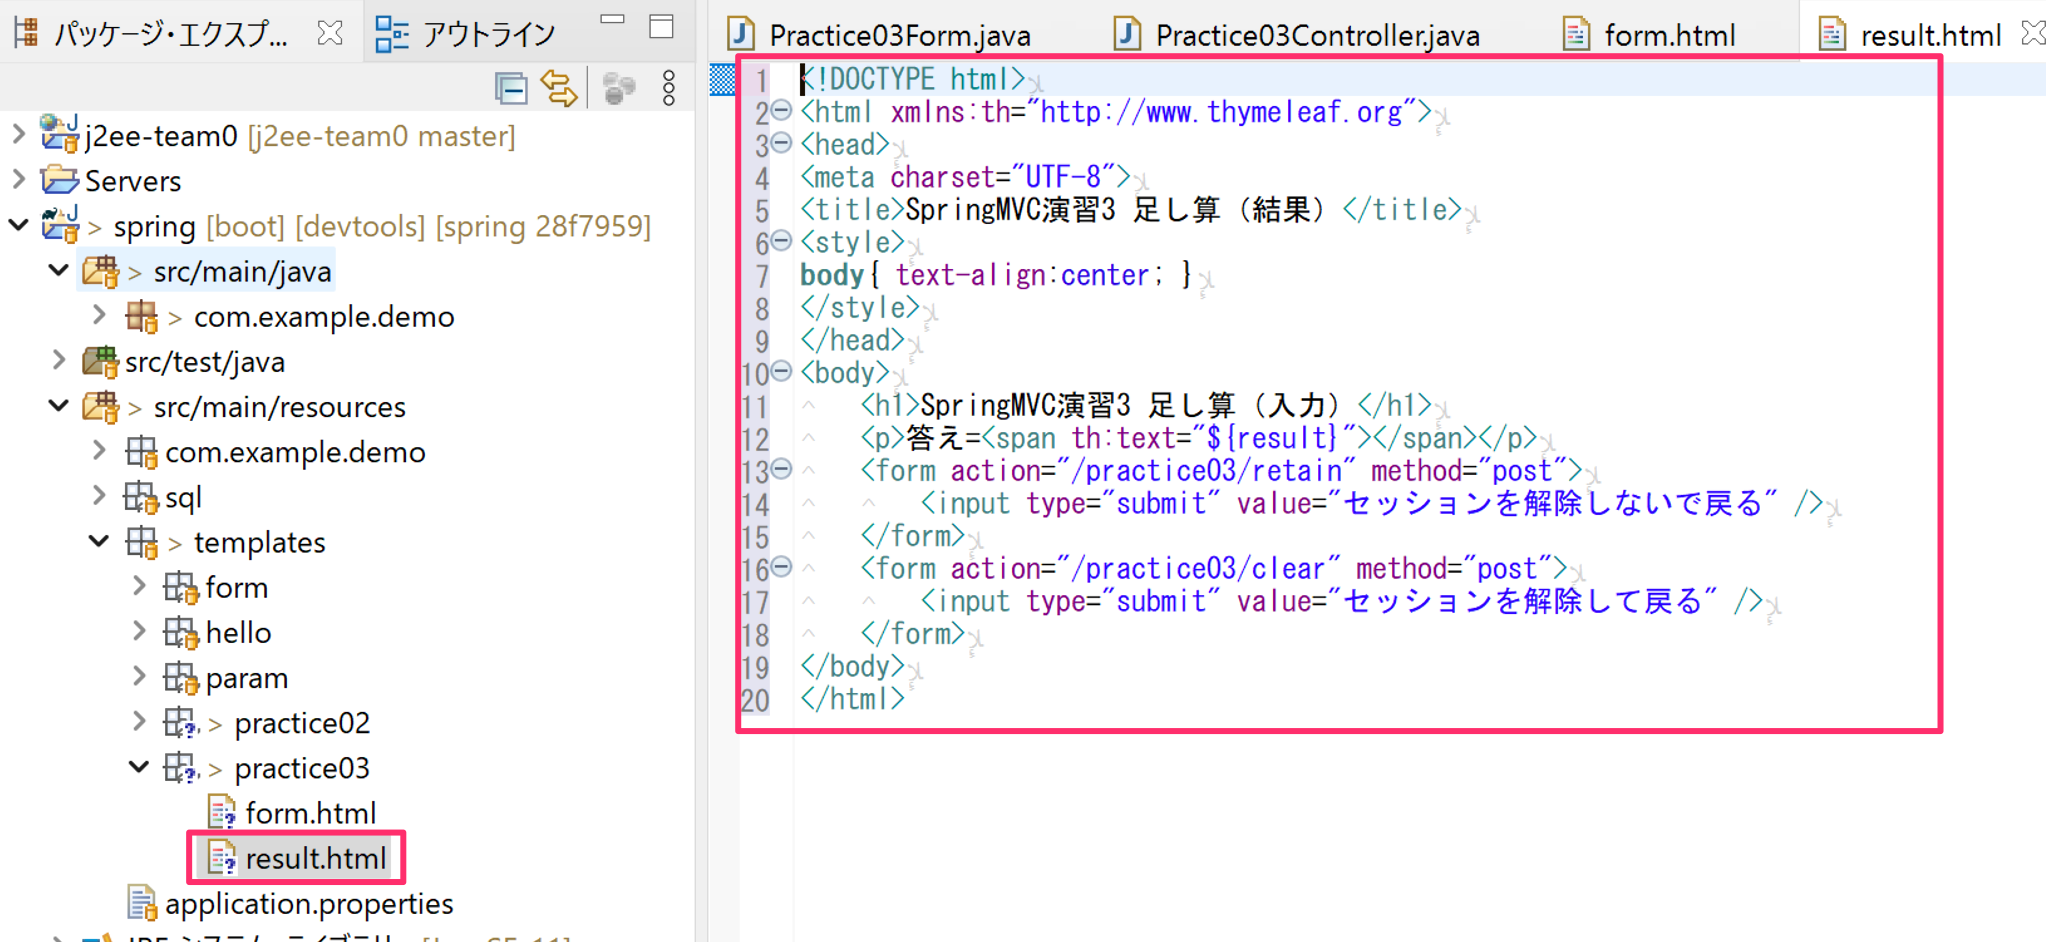 パッケージ・エクスプ...
アウトライン
j2ee-team0 [j2ee-team0 master]
Servers
> spring [boot] [devtools] [spring 28f7959]
> src/main/java
> com.example.demo
src/test/java
> src/main/resources
com.example.demo
sql
> templates
form
hello
param
> practice02
> practice03
form.html
result.html
application.properties
Practice03Form.java
Practice03Controller.java
form.html
result.html
1 <!DOCTYPE html>
2 <html xmlns:th="http://www.thymeleaf.org">
3 <head>
4 <meta charset="UTF-8">
5 <title>SpringMVC演習3 足し算（結果）</title>
6 <style>
7 body{ text-align:center; }
8 </style>
9 </head>
10 <body>
11 <h1>SpringMVC演習3 足し算（入力）</h1>
12 <p>答え=<span th:text="${result}"></span></p>
13 <form action="/practice03/retain" method="post">
14 <input type="submit" value="セッションを解除しないで戻る" />
15 </form>
16 <form action="/practice03/clear" method="post">
17 <input type="submit" value="セッションを解除して戻る" />
18 </form>
19 </body>
20 </html>